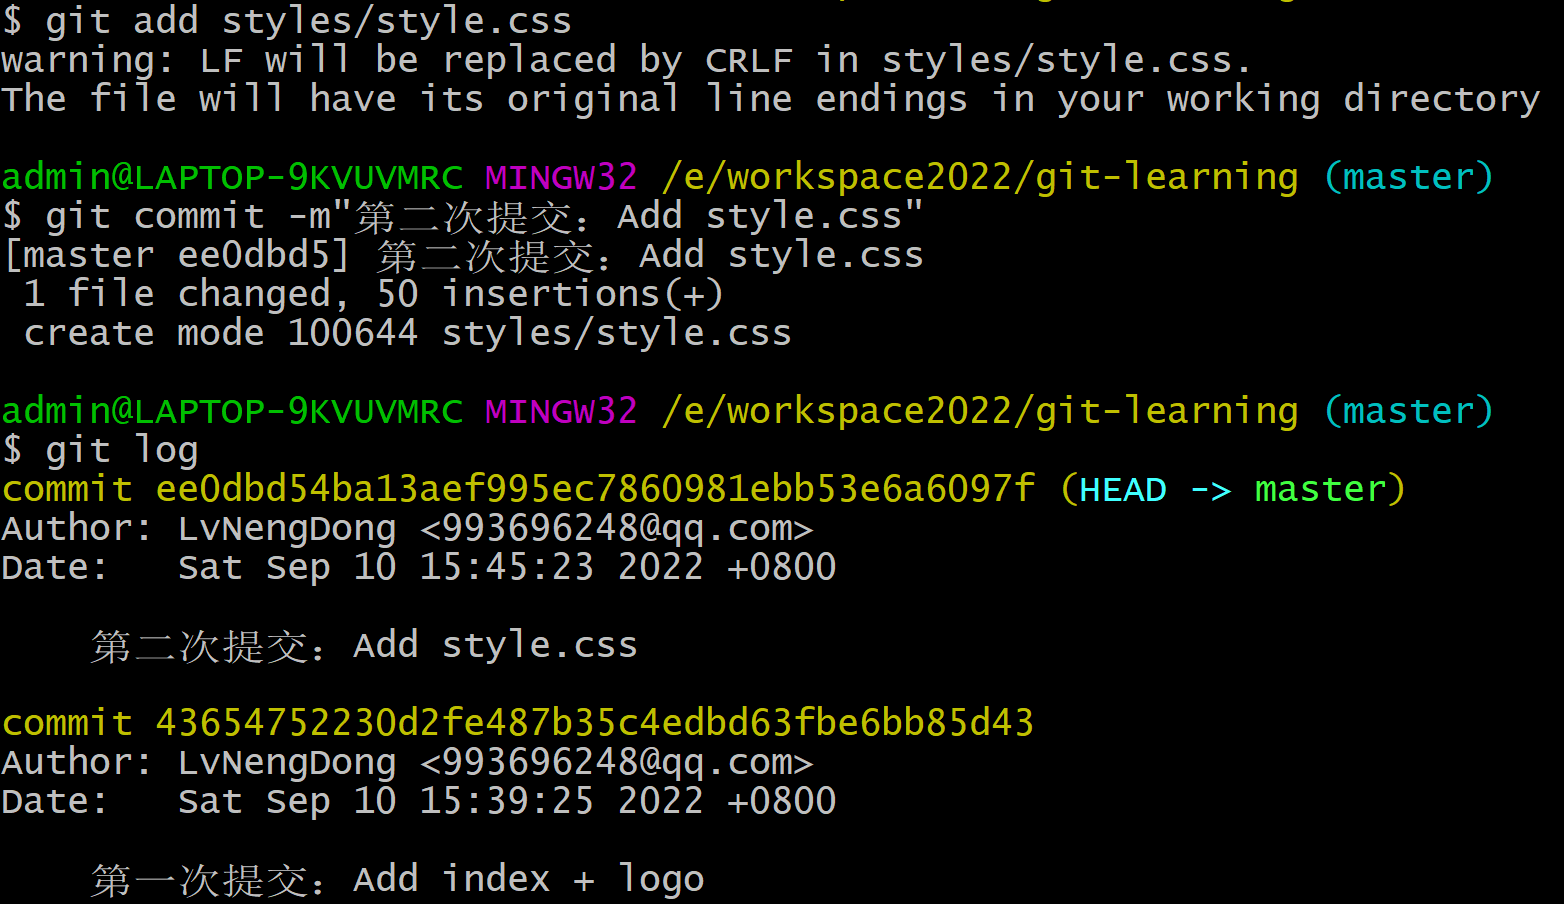 $ git add styles/style.css
warning: LF will be replaced by CRLF in styles/style.css.
The file will have its original line endings in your working directory
admin@LAPTOP-9KVUVMRC MINGW32 /e/workspace2022/git-learning (master)
$ git commit -m"第二次提交：Add style.css"
[master ee0dbd5] 第二次提交：Add style.css
 1 file changed, 50 insertions(+)
 create mode 100644 styles/style.css
admin@LAPTOP-9KVUVMRC MINGW32 /e/workspace2022/git-learning (master)
$ git log
commit ee0dbd54ba13aef995ec7860981ebb53e6a6097f (HEAD -> master)
Author: LvNengDong <993696248@qq.com>
Date:   Sat Sep 10 15:45:23 2022 +0800
    第二次提交：Add style.css
commit 43654752230d2fe487b35c4edbd63fbe6bb85d43
Author: LvNengDong <993696248@qq.com>
Date:   Sat Sep 10 15:39:25 2022 +0800
    第一次提交：Add index + logo